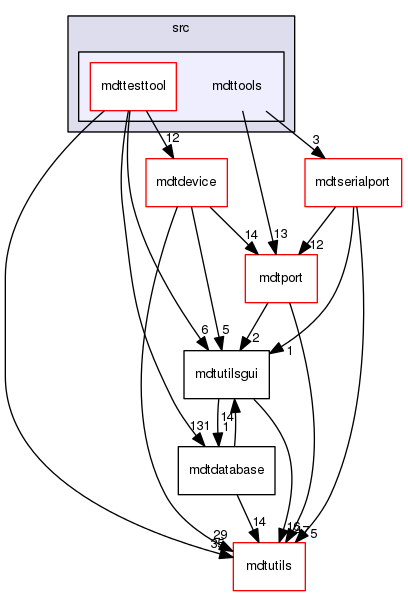 src
mdttesttool mdttools
12
3
mdtdevice mdtserialport
14 13 12
mdtport
6 5 2 1
mdtutilsgui
131 14
1
mdtdatabase
14
5
29
mdtutils